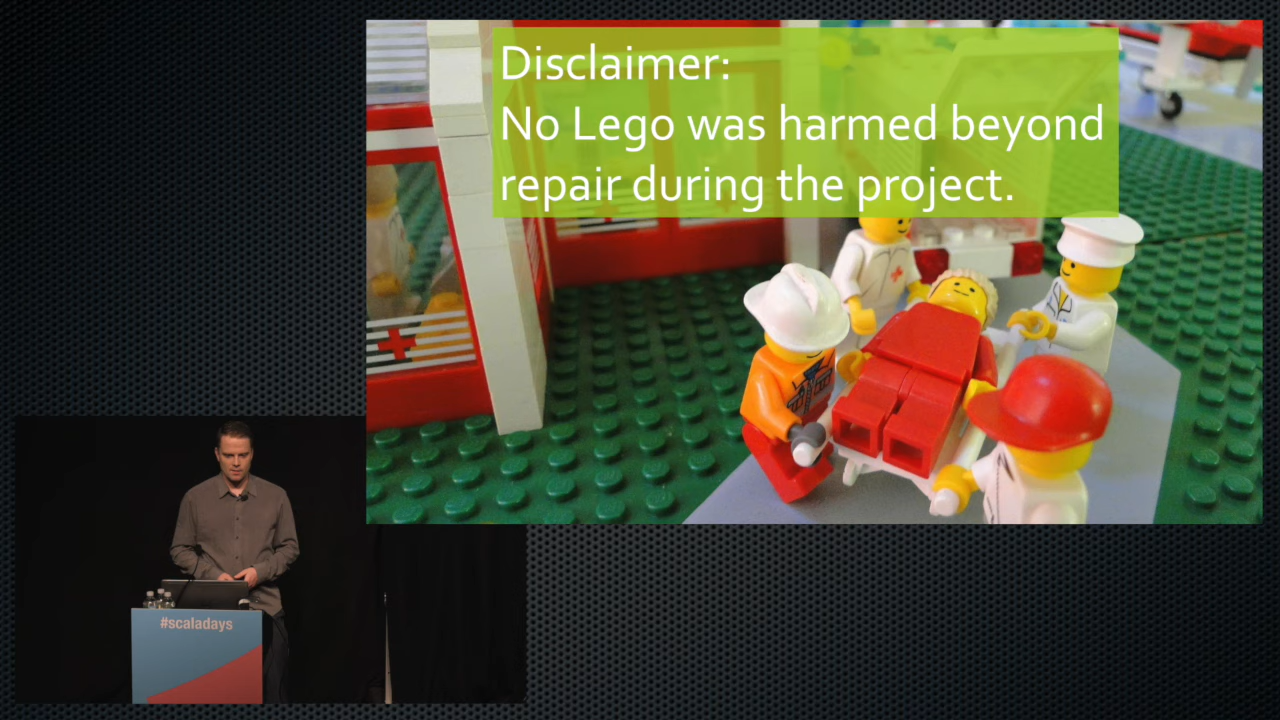 Disclaimer:
No Lego was harmed beyond
repair during the project.
#scaladays